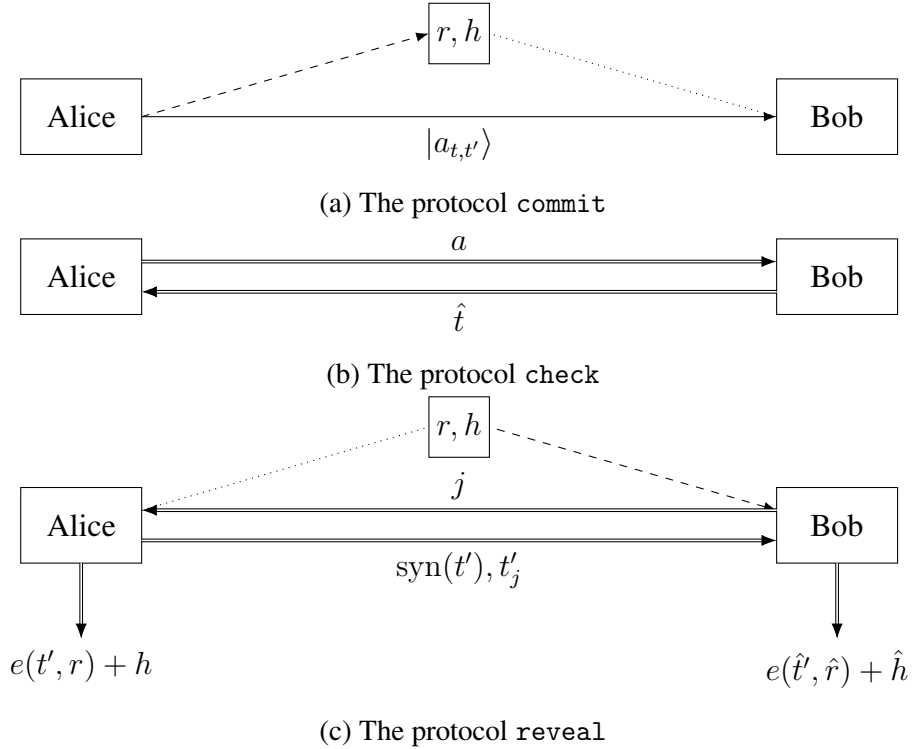 r, h
Alice Bob
|a_{t,t'}⟩
(a) The protocol commit
a
Alice Bob
t̂
(b) The protocol check
r, h
j
Alice Bob
syn(t'), t'_j
e(t', r) + h e(t̂', r̂) + ĥ
(c) The protocol reveal